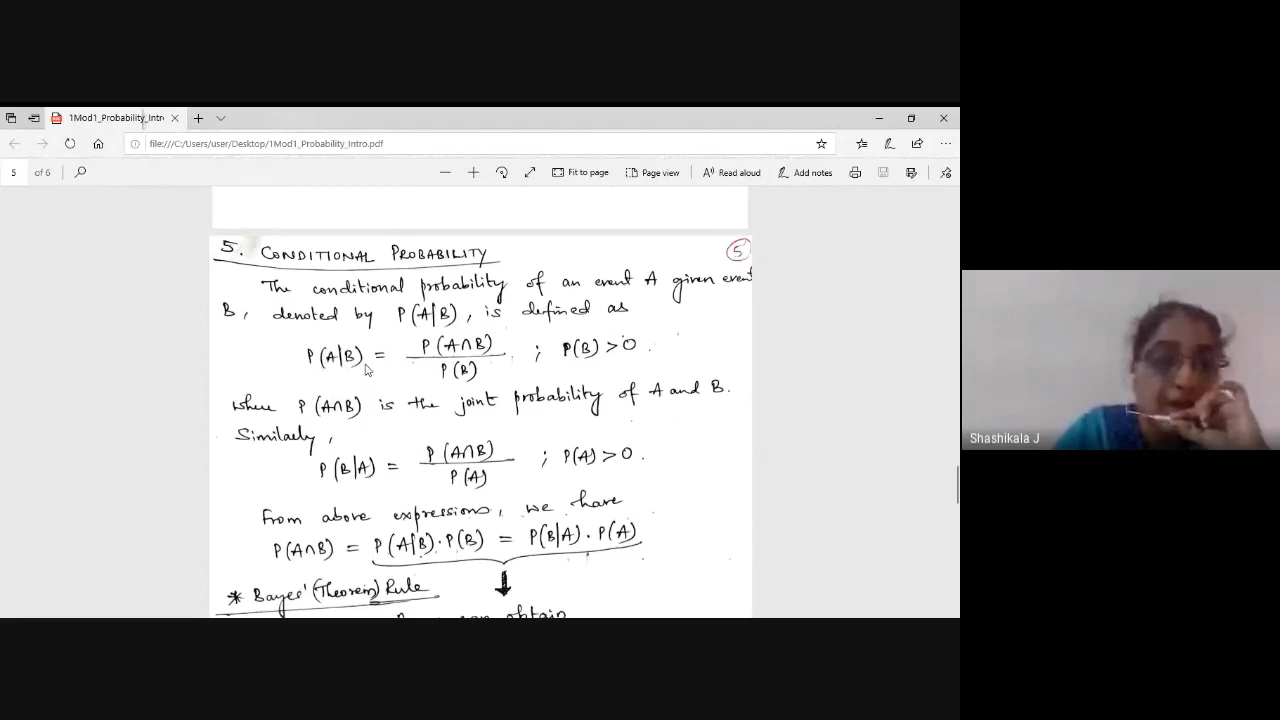 1Mod1_Probability_Intro
file:///C:/Users/user/Desktop/1Mod1_Probability_Intro.pdf
5 of 6 Fit to page Page view Read aloud Add notes
5. CONDITIONAL PROBABILITY 5
The conditional probability of an event A given event
B, denoted by P(A|B), is defined as
P(A|B) = P(A∩B) / P(B) ; P(B) > 0.
where P(A∩B) is the joint probability of A and B.
Similarly,
P(B|A) = P(A∩B) / P(A) ; P(A) > 0.
From above expressions, we have
P(A∩B) = P(A|B)·P(B) = P(B|A)·P(A)
* Bayes' (Theorem) Rule
obtain
Shashikala J